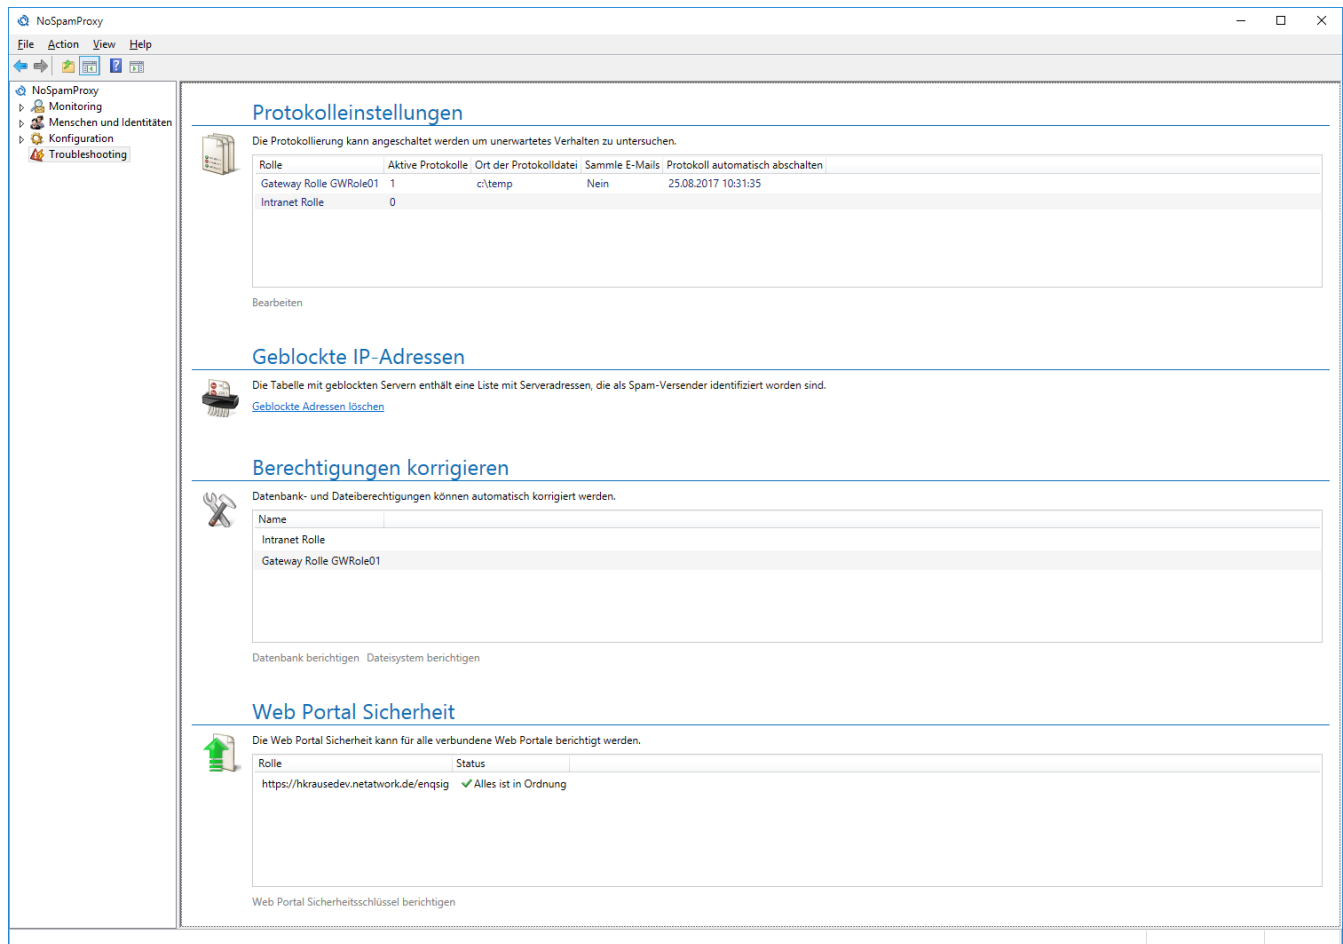 NoSpamProxy
File Action View Help
NoSpamProxy
Monitoring
Menschen und Identitäten
Konfiguration
Troubleshooting
Protokolleinstellungen
Die Protokollierung kann angeschaltet werden um unerwartetes Verhalten zu untersuchen.
Rolle Aktive Protokolle Ort der Protokolldatei Sammle E-Mails Protokoll automatisch abschalten
Gateway Rolle GWRole01 1 c:\temp Nein 25.08.2017 10:31:35
Intranet Rolle 0
Bearbeiten
Geblockte IP-Adressen
Die Tabelle mit geblockten Servern enthält eine Liste mit Serveradressen, die als Spam-Versender identifiziert worden sind.
Geblockte Adressen löschen
Berechtigungen korrigieren
Datenbank- und Dateiberechtigungen können automatisch korrigiert werden.
Name
Intranet Rolle
Gateway Rolle GWRole01
Datenbank berichtigen Dateisystem berichtigen
Web Portal Sicherheit
Die Web Portal Sicherheit kann für alle verbundene Web Portale berichtigt werden.
Rolle Status
https://hkrausedev.netatwork.de/enqsig Alles ist in Ordnung
Web Portal Sicherheitsschlüssel berichtigen